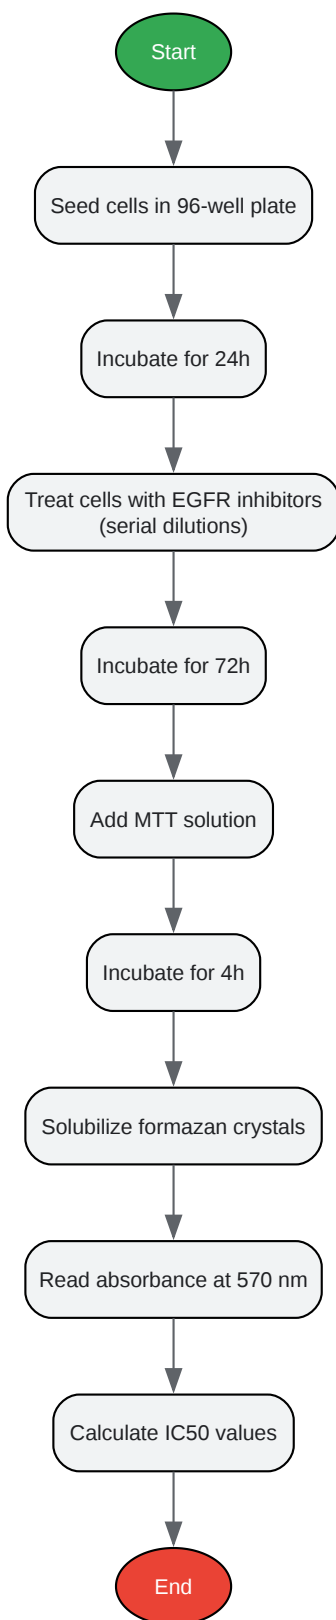 Start
Seed cells in 96-well plate
Incubate for 24h
Treat cells with EGFR inhibitors
(serial dilutions)
Incubate for 72h
Add MTT solution
Incubate for 4h
Solubilize formazan crystals
Read absorbance at 570 nm
Calculate IC50 values
End